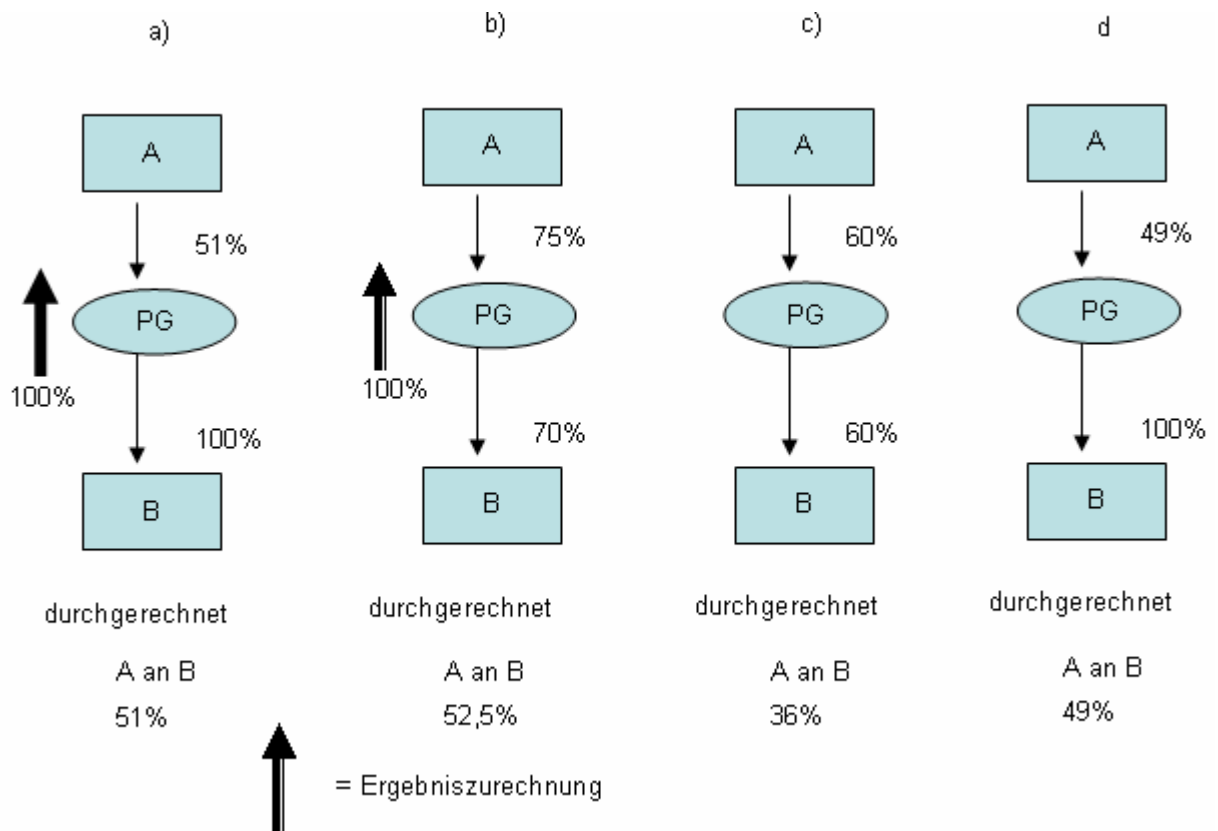 a)
b)
c)
d
A
A
A
A
51%
75%
60%
49%
PG
PG
PG
PG
100%
100%
100%
70%
60%
100%
B
B
B
B
durchgerechnet
durchgerechnet
durchgerechnet
durchgerechnet
A an B
A an B
A an B
A an B
51%
52,5%
36%
49%
= Ergebniszurechnung